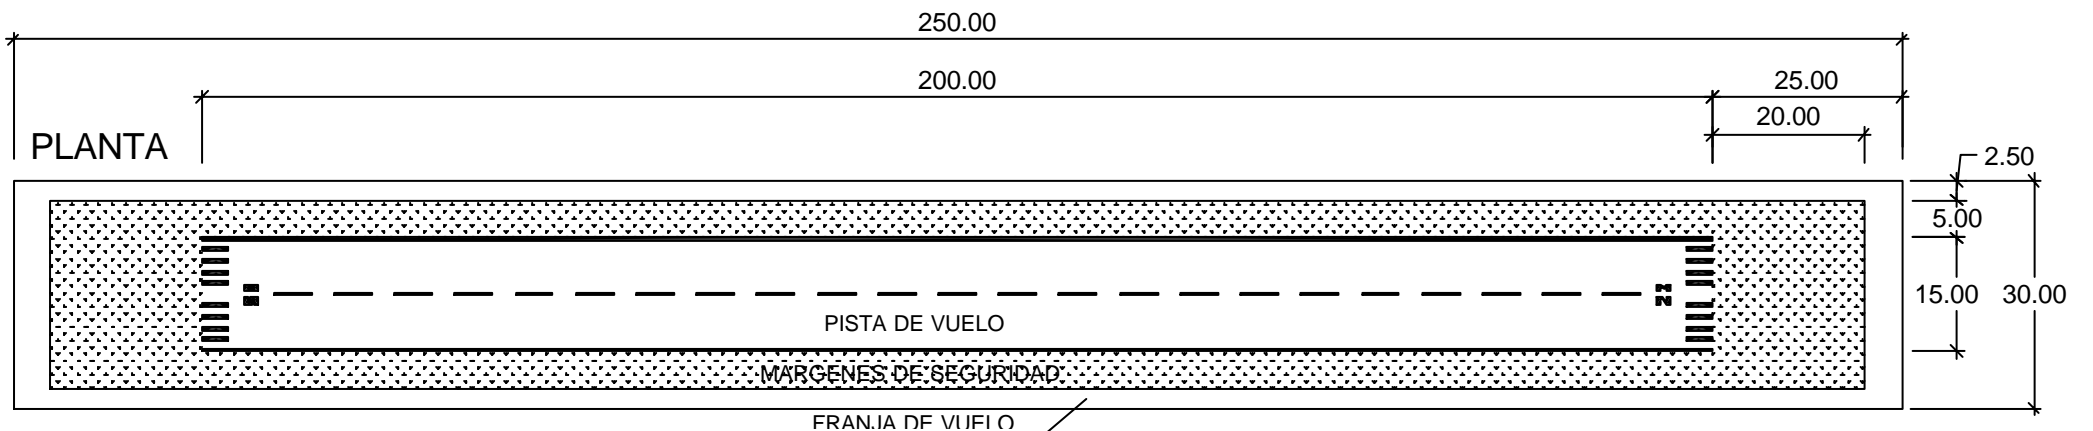 250.00
200.00
25.00
20.00
PLANTA
2.50
5.00
15.00
30.00
PISTA DE VUELO
MARGENES DE SEGURIDAD
FRANJA DE VUELO